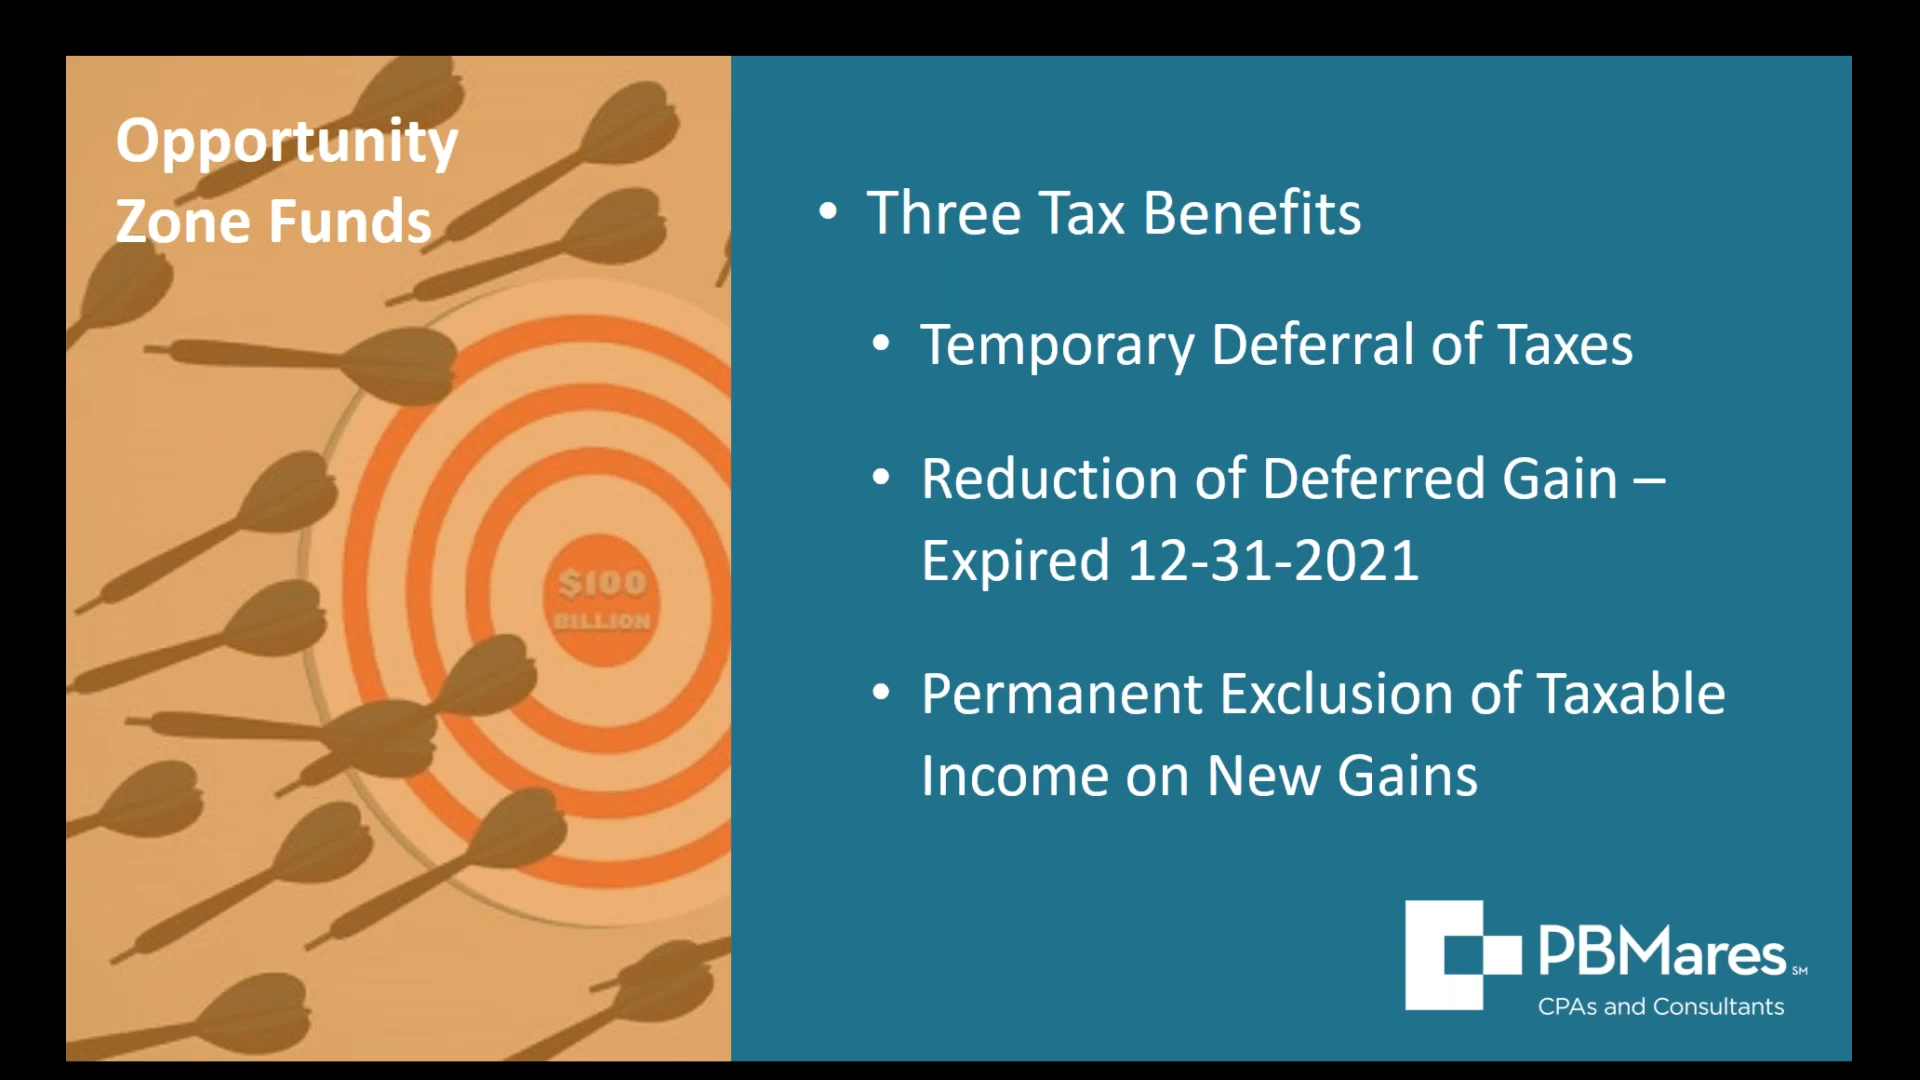 Opportunity
Zone Funds
$100
BILLION
• Three Tax Benefits
• Temporary Deferral of Taxes
• Reduction of Deferred Gain –
Expired 12-31-2021
• Permanent Exclusion of Taxable
Income on New Gains
PBMares SM
CPAs and Consultants